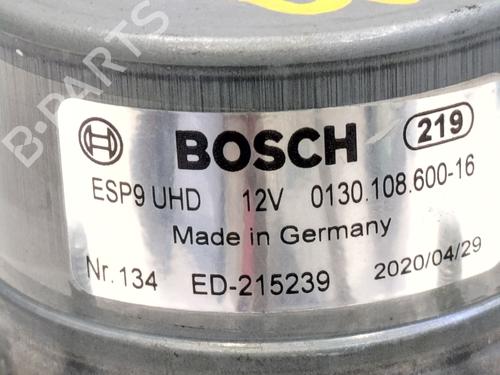 B-PARTS
BOSCH 219
ESP9 UHD 12V 0130.108.600-16
Made in Germany
Nr.134 ED-215239 2020/04/29